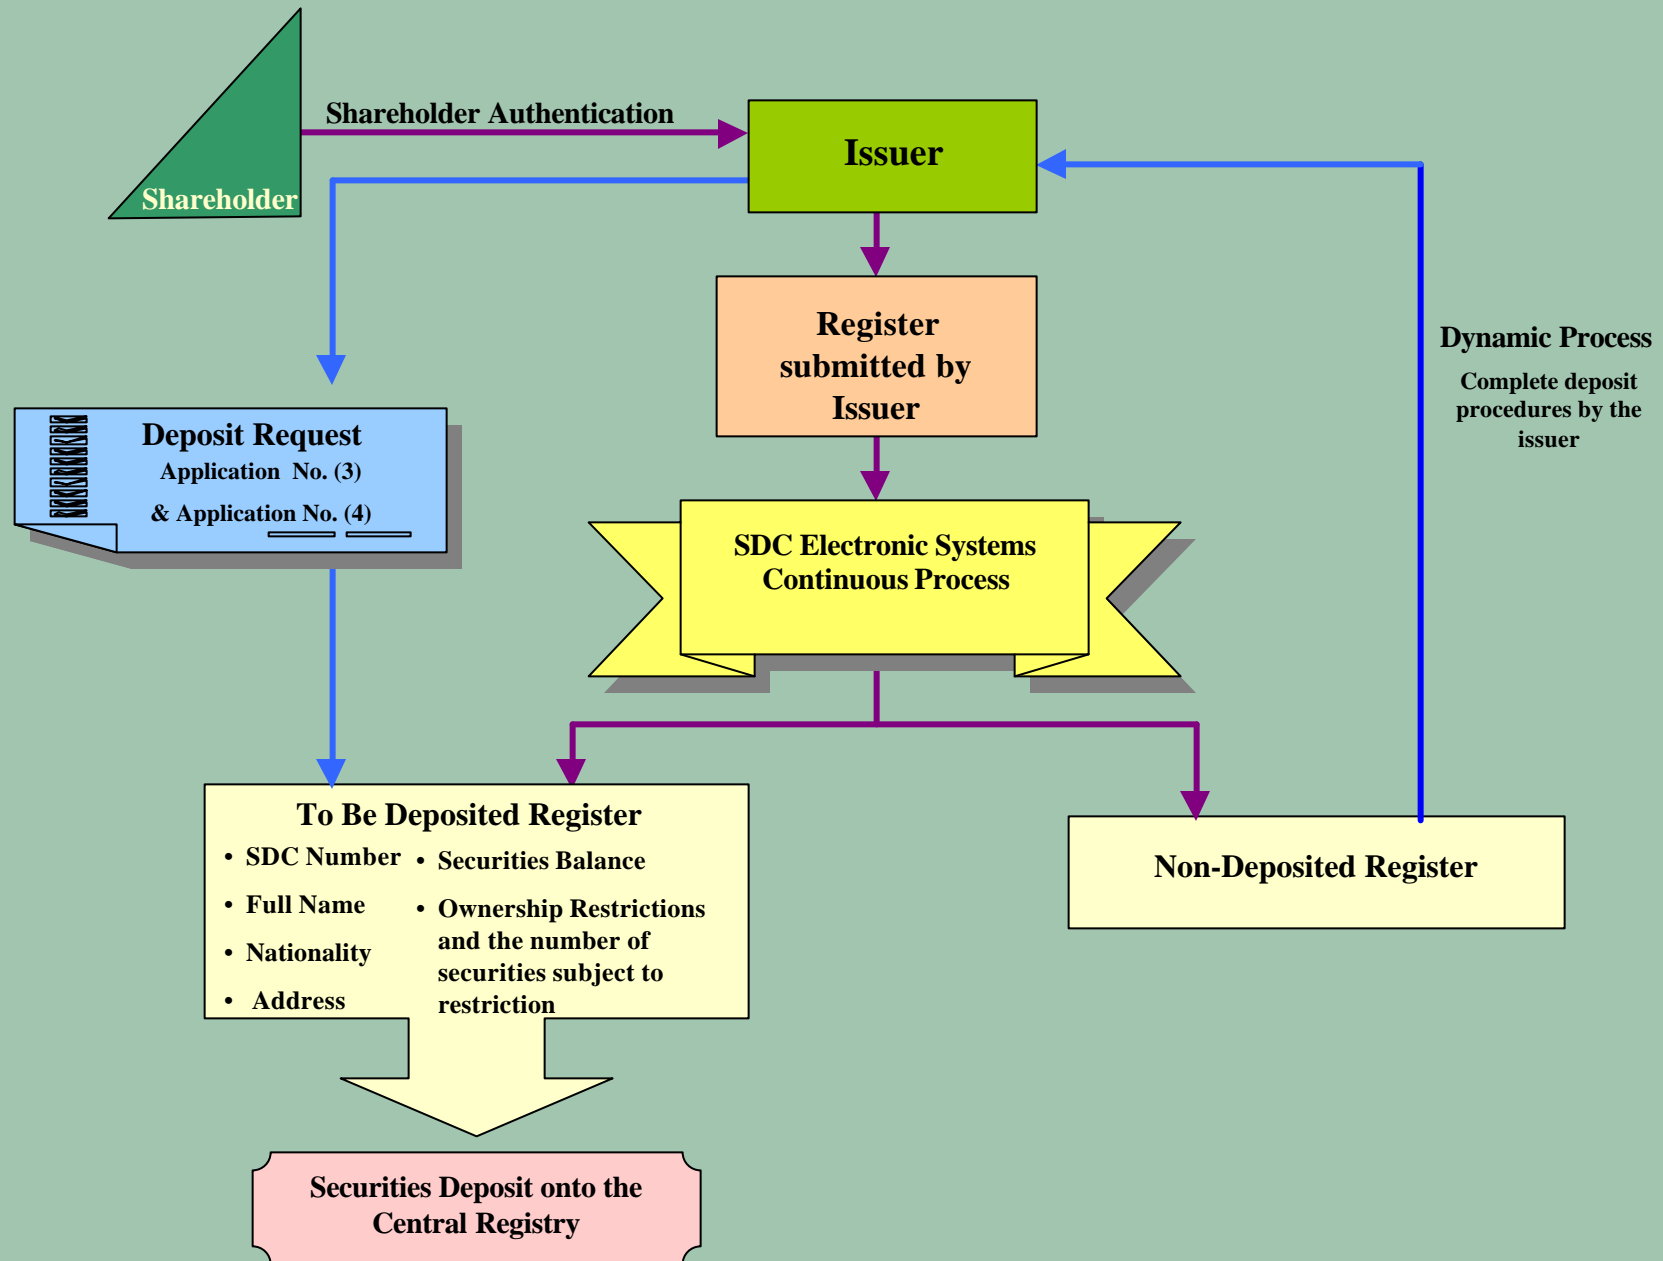 Shareholder Authentication
Shareholder
Issuer
Register
submitted by
Issuer
Dynamic Process
Complete deposit
procedures by the
issuer
Deposit Request
Application No. (3)
& Application No. (4)
SDC Electronic Systems
Continuous Process
To Be Deposited Register
• SDC Number
• Full Name
• Nationality
• Address
• Securities Balance
• Ownership Restrictions
and the number of
securities subject to
restriction
Non-Deposited Register
Securities Deposit onto the
Central Registry